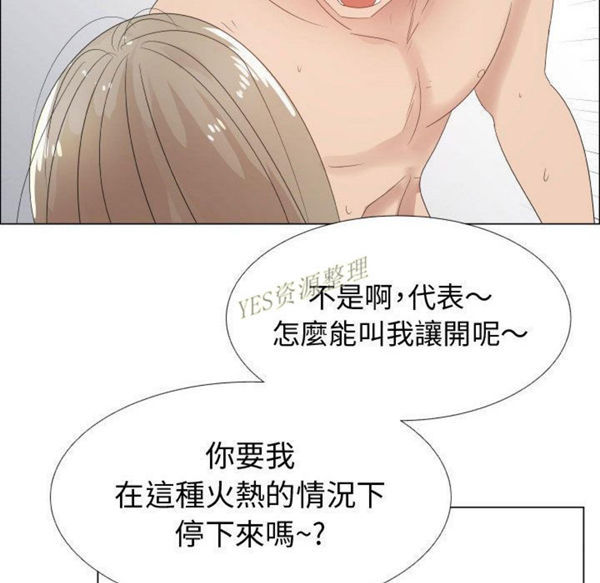 YES资源整理
不是啊，代表～
怎麼能叫我讓開呢～
你要我
在這種火熱的情況下
停下來嗎~?